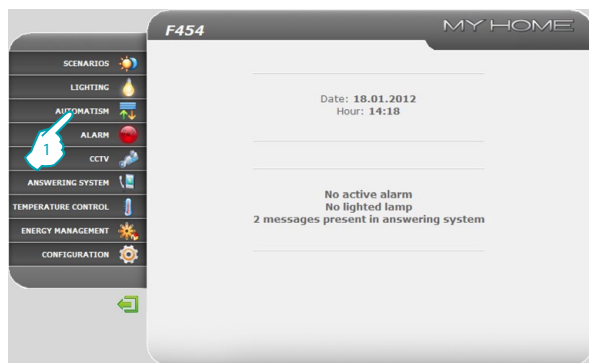 F454
MY HOME
SCENARIOS
LIGHTING
AUTOMATISM
ALARM
1
CCTV
ANSWERING SYSTEM
TEMPERATURE CONTROL
ENERGY MANAGEMENT
CONFIGURATION
Date: 18.01.2012
Hour: 14:18
No active alarm
No lighted lamp
2 messages present in answering system